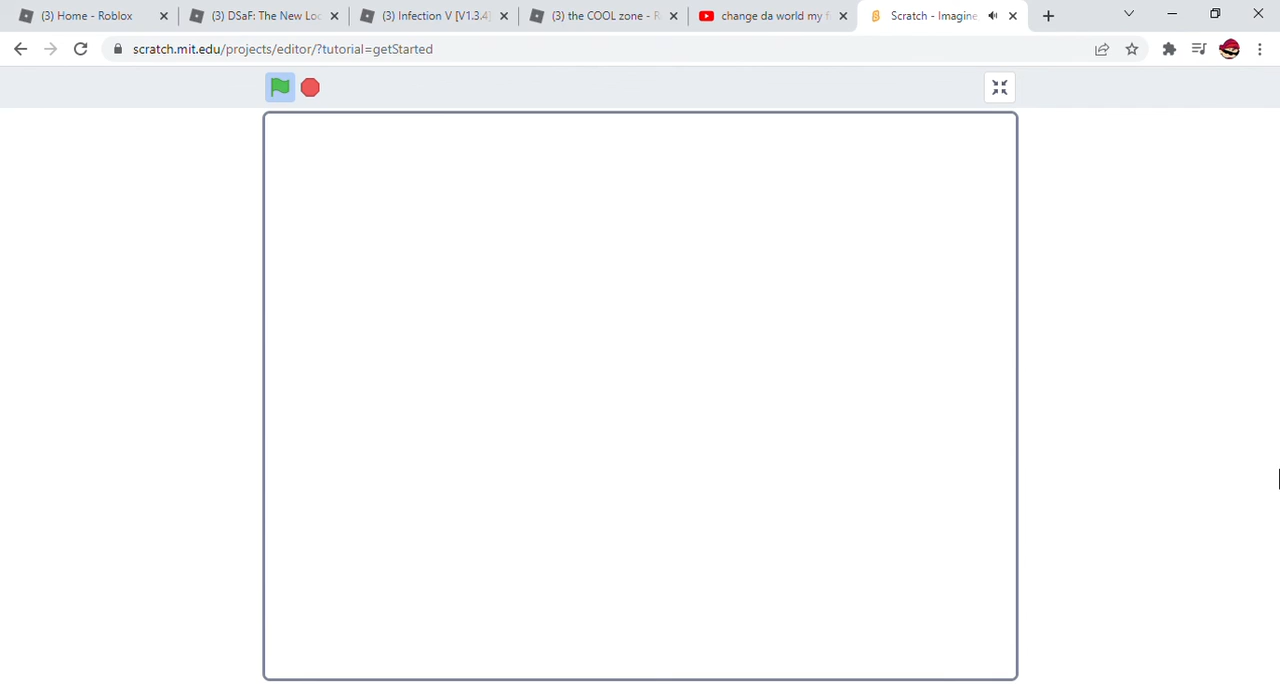 (3) Home - Roblox
(3) DSaF: The New Loc
(3) Infection V [V1.3.4]
(3) the COOL zone - R
change da world my f
Scratch - Imagine,
scratch.mit.edu/projects/editor/?tutorial=getStarted